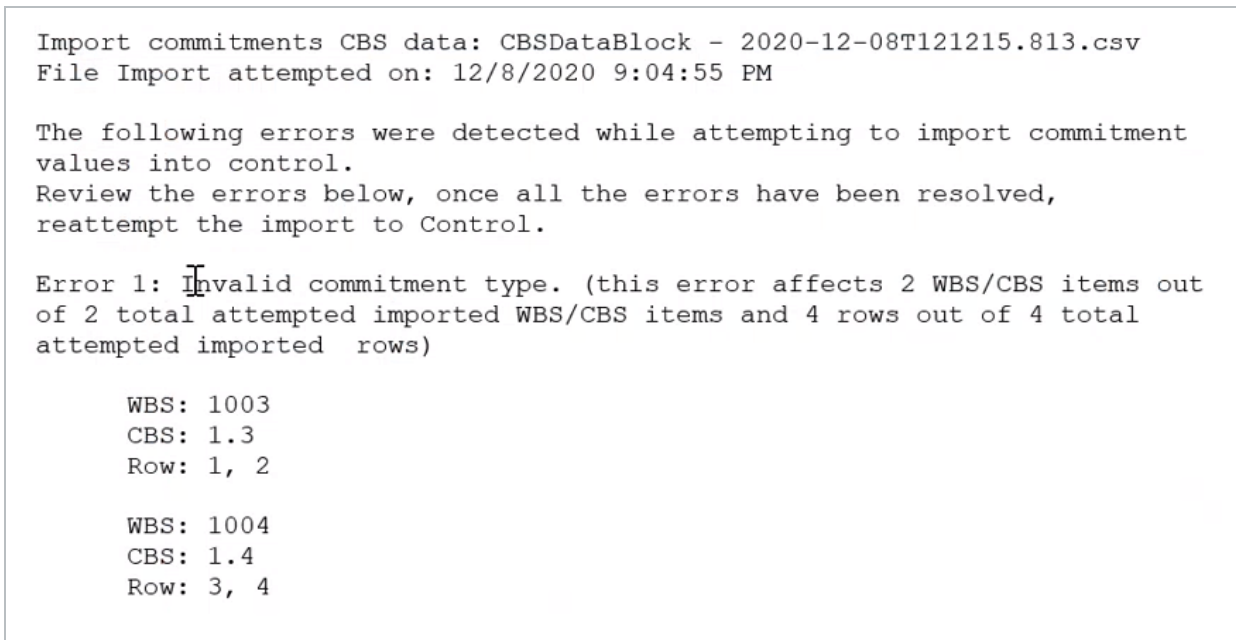 Import commitments CBS data: CBSDataBlock - 2020-12-08T121215.813.csv
File Import attempted on: 12/8/2020 9:04:55 PM
The following errors were detected while attempting to import commitment
values into control.
Review the errors below, once all the errors have been resolved,
reattempt the import to Control.
Error 1: Invalid commitment type. (this error affects 2 WBS/CBS items out
of 2 total attempted imported WBS/CBS items and 4 rows out of 4 total
attempted imported  rows)
WBS: 1003
CBS: 1.3
Row: 1, 2
WBS: 1004
CBS: 1.4
Row: 3, 4